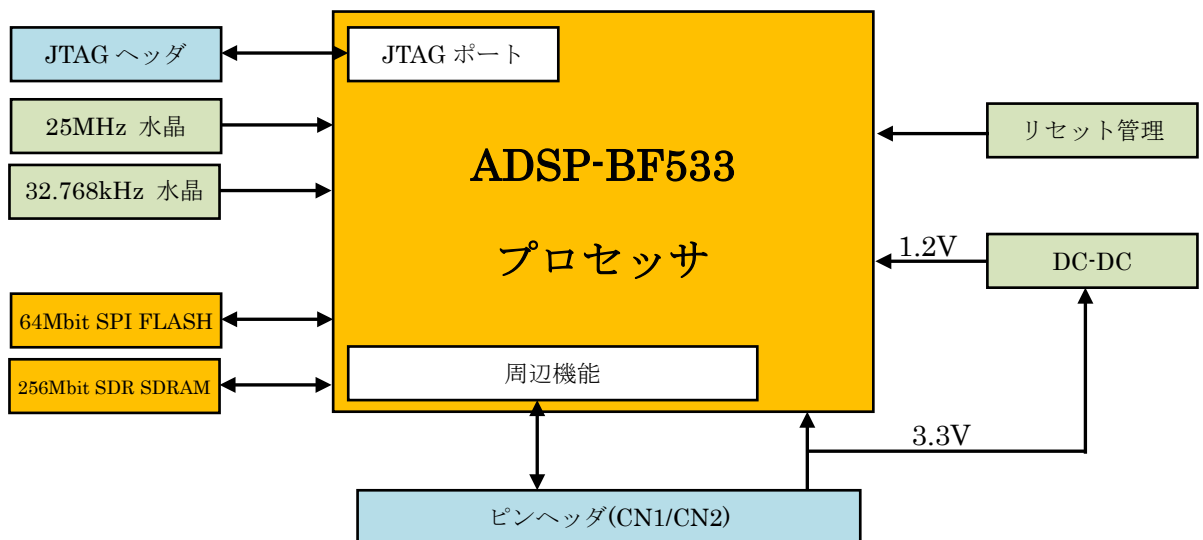 JTAG ヘッダ
JTAG ポート
25MHz 水晶
32.768kHz 水晶
ADSP-BF533
プロセッサ
リセット管理
1.2V
DC-DC
64Mbit SPI FLASH
256Mbit SDR SDRAM
周辺機能
3.3V
ピンヘッダ(CN1/CN2)